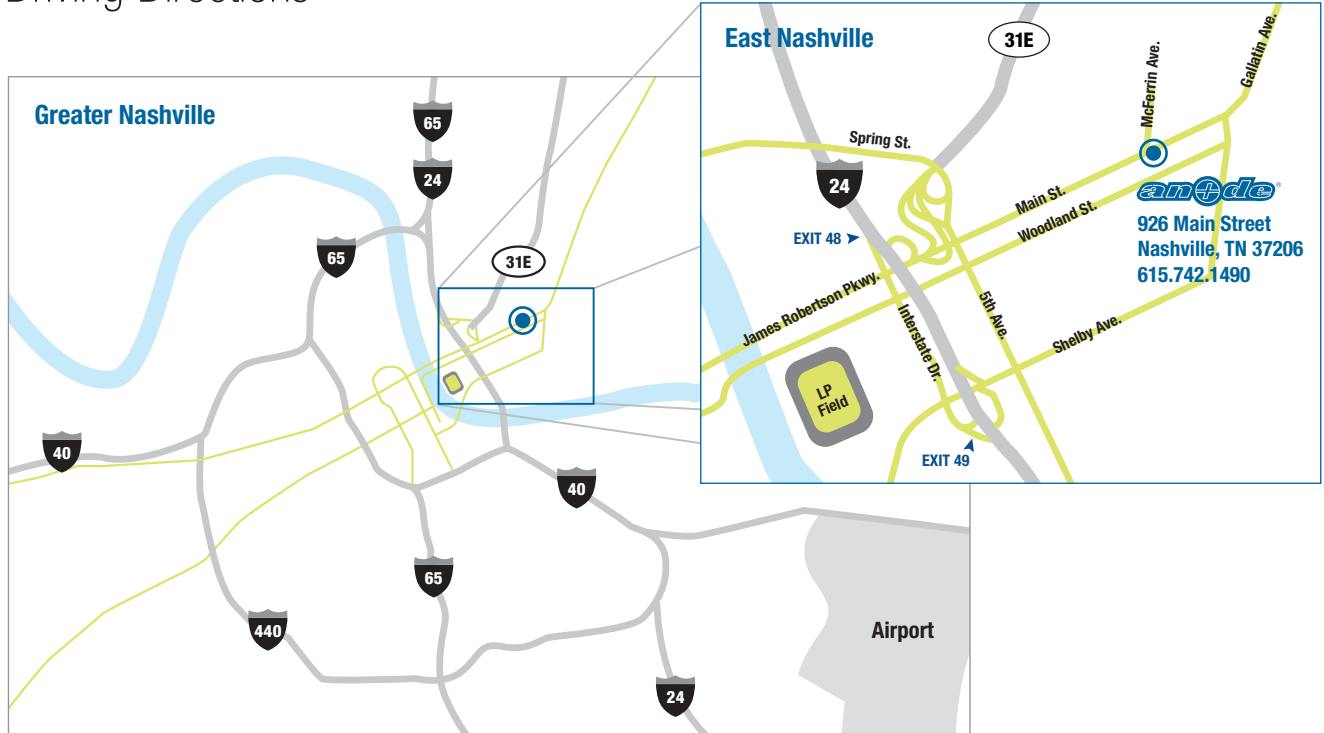 Driving Directions
Greater Nashville
65
24
65
31E
40
40
65
440
24
Airport
East Nashville
31E
McFerrin Ave.
Gallatin Ave.
Spring St.
24
Main St.
Woodland St.
EXIT 48
James Robertson Pkwy.
Interstate Dr.
5th Ave.
Shelby Ave.
LP
Field
EXIT 49
an+de®
926 Main Street
Nashville, TN 37206
615.742.1490